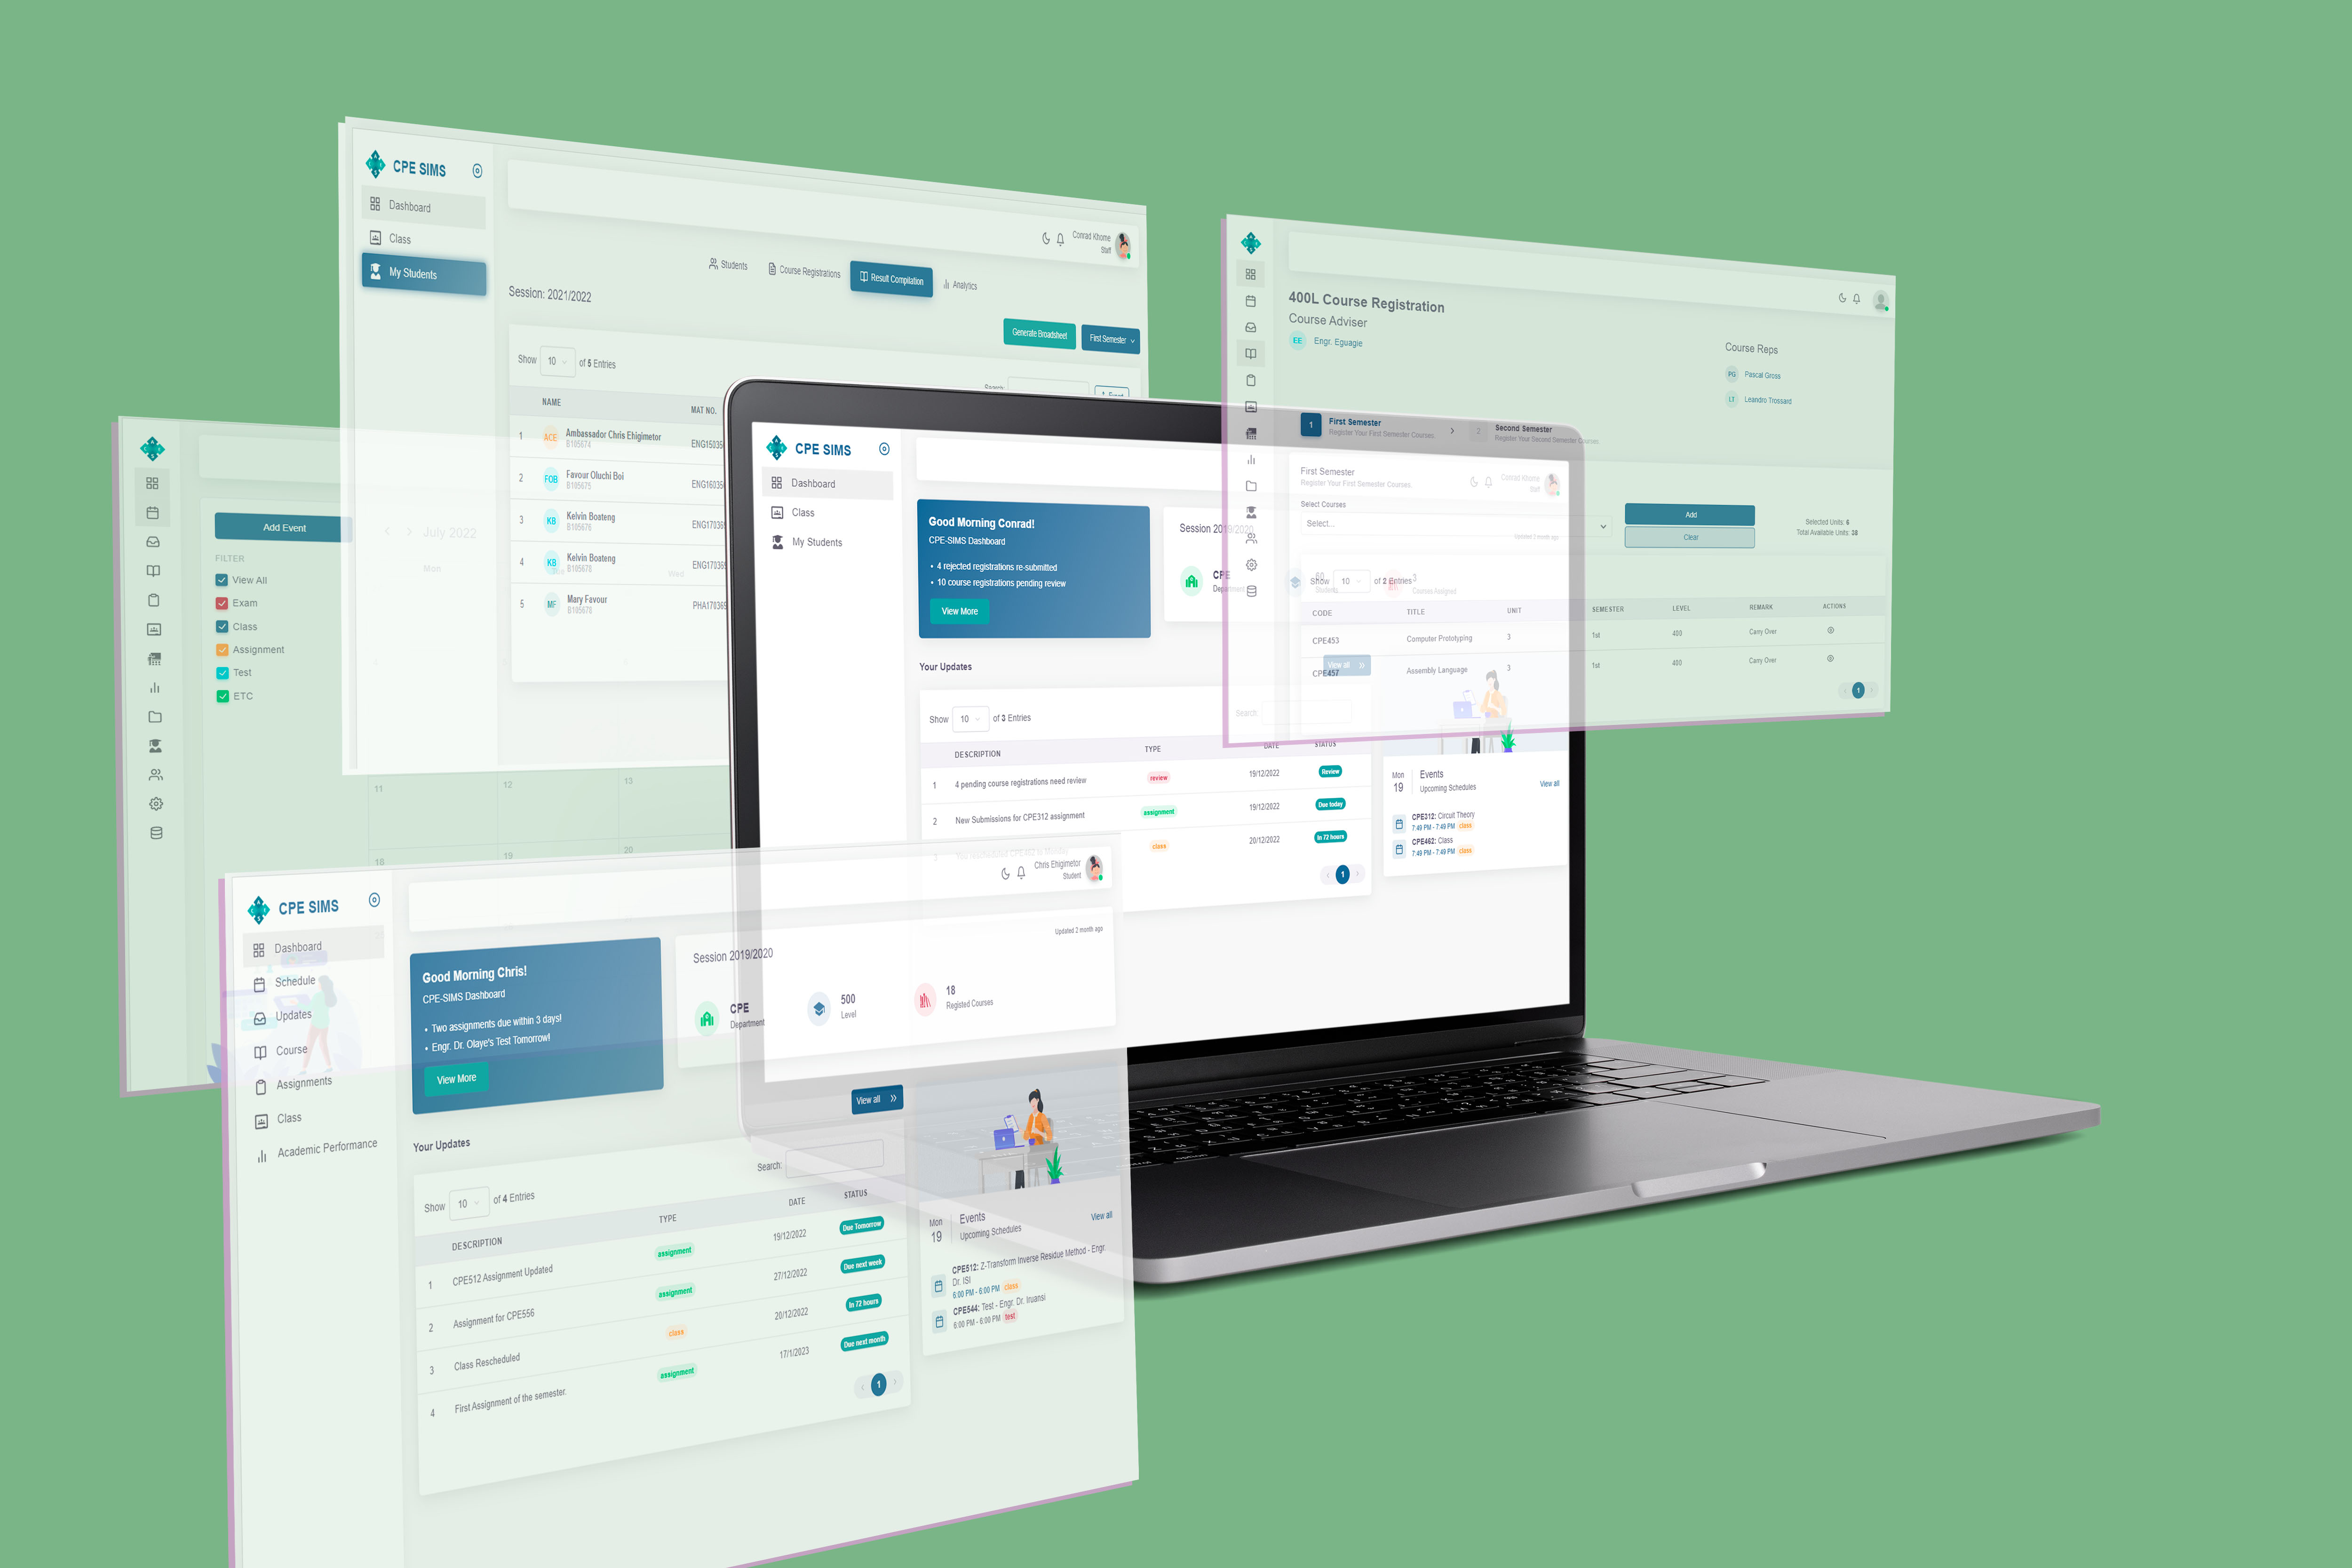 CPE SIMS
Dashboard
Class
My Students
Conrad Khome
Staff
Students
Course Registrations
Result Compilation
Analytics
Session: 2021/2022
Generate Broadsheet
First Semester
Show 10 of 5 Entries
NAME MAT NO.
1 ACE Ambassador Chris Ehigimetor
B105674
2 FOB Favour Oluchi Boi
B105675
3 KB Kelvin Boateng
B105676
4 KB Kelvin Boateng
B105678
5 MF Mary Favour
B105678
400L Course Registration
Course Adviser
EE Engr. Eguagie
Course Reps
PG Pascal Gross
LT Leandro Trossard
1 First Semester
Register Your First Semester Courses.
2 Second Semester
Register Your Second Semester Courses.
First Semester
Register Your First Semester Courses.
Select Courses
Select...
Add
Clear
Selected Units: 6
Total Available Units: 38
Show 10 of 2 Entries
CODE TITLE UNIT SEMESTER LEVEL REMARK ACTIONS
CPE453 Computer Prototyping 3 1st 400 Carry Over
CPE457 Assembly Language 3 1st 400 Carry Over
1
Add Event
July 2022
Mon
Wed
FILTER
View All
Exam
Class
Assignment
Test
ETC
11 12 13
18 19 20
CPE SIMS
Dashboard
Class
My Students
Conrad Khome
Staff
Good Morning Conrad!
CPE-SIMS Dashboard
• 4 rejected registrations re-submitted
• 10 course registrations pending review
View More
Session 2019/2020
Updated 2 month ago
CPE
Department
Students
3
Courses Assigned
View all
Your Updates
Show 10 of 3 Entries
Search:
DESCRIPTION TYPE DATE STATUS
1 4 pending course registrations need review review 19/12/2022 Review
2 New Submissions for CPE312 assignment assignment 19/12/2022 Due today
class 20/12/2022 In 72 hours
1
Mon
19
Events
Upcoming Schedules
View all
CPE312: Circuit Theory
7:49 PM - 7:49 PM class
CPE462: Class
7:49 PM - 7:49 PM class
CPE SIMS
Dashboard
Schedule
Updates
Course
Assignments
Class
Academic Performance
Chris Ehigimetor
Student
Good Morning Chris!
CPE-SIMS Dashboard
• Two assignments due within 3 days!
• Engr. Dr. Olaye's Test Tomorrow!
View More
Session 2019/2020
Updated 2 month ago
CPE
Department
500
Level
18
Registed Courses
View all
Your Updates
Show 10 of 4 Entries
Search:
DESCRIPTION TYPE DATE STATUS
1 CPE512 Assignment Updated assignment 19/12/2022 Due Tomorrow
2 Assignment for CPE556 assignment 27/12/2022 Due next week
3 Class Rescheduled class 20/12/2022 In 72 hours
4 First Assignment of the semester. assignment 17/1/2023 Due next month
1
Mon
19
Events
Upcoming Schedules
View all
CPE512: Z-Transform Inverse Residue Method - Engr.
Dr. ISI
6:00 PM - 6:00 PM class
CPE544: Test - Engr. Dr. Iruansi
6:00 PM - 6:00 PM test
option